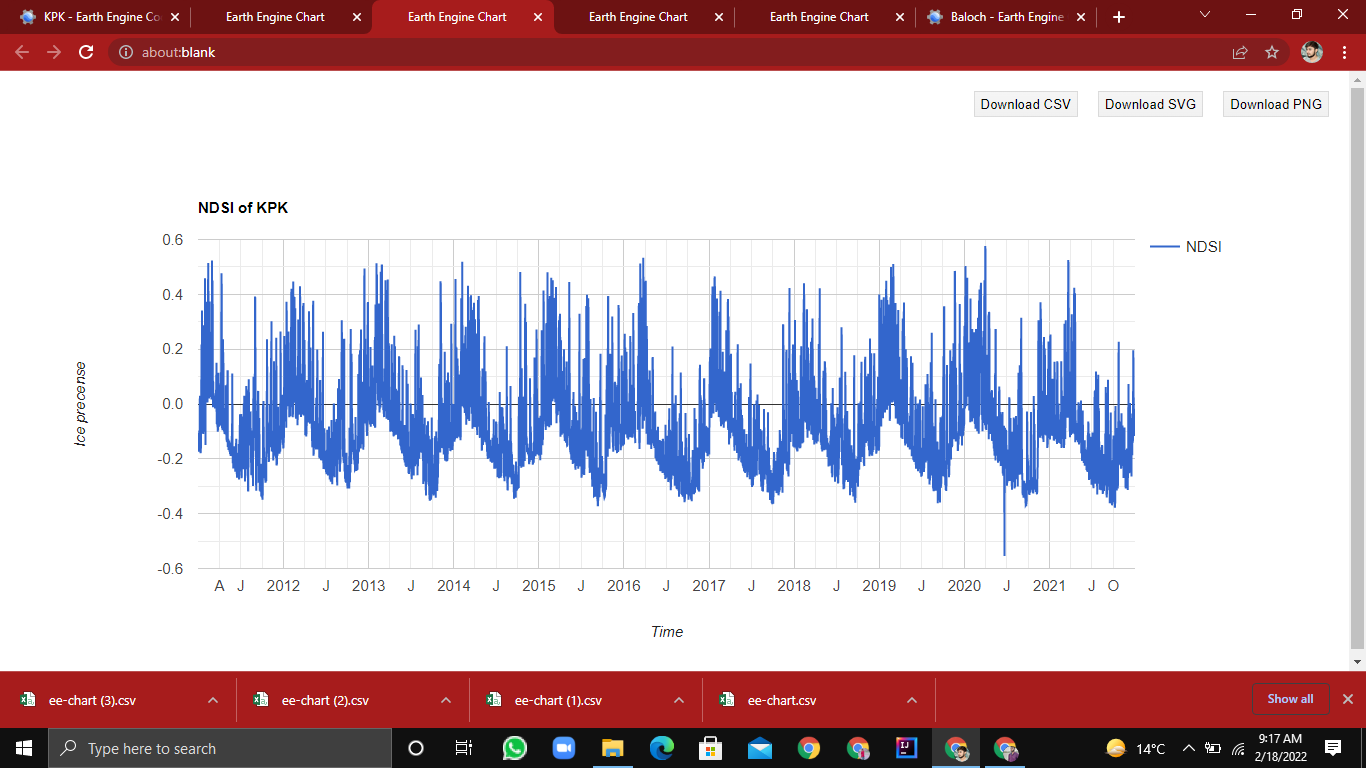 KPK - Earth Engine Co
Earth Engine Chart
Earth Engine Chart
Earth Engine Chart
Earth Engine Chart
Baloch - Earth Engine
about:blank
Download CSV
Download SVG
Download PNG
NDSI of KPK
NDSI
Ice precense
0.6
0.4
0.2
0.0
-0.2
-0.4
-0.6
A J 2012 J 2013 J 2014 J 2015 J 2016 J 2017 J 2018 J 2019 J 2020 J 2021 J O
Time
ee-chart (3).csv
ee-chart (2).csv
ee-chart (1).csv
ee-chart.csv
Show all
Type here to search
14°C
9:17 AM
2/18/2022